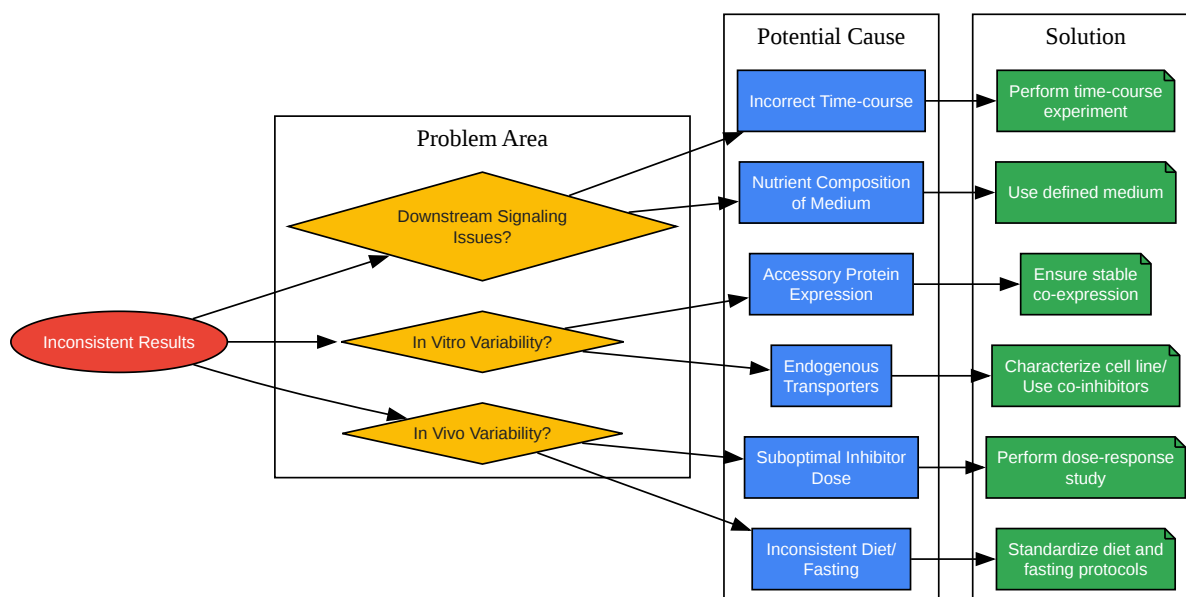 Inconsistent Results
Problem Area
Downstream Signaling
Issues?
In Vitro Variability?
In Vivo Variability?
Potential Cause
Incorrect Time-course
Nutrient Composition
of Medium
Accessory Protein
Expression
Endogenous
Transporters
Suboptimal Inhibitor
Dose
Inconsistent Diet/
Fasting
Solution
Perform time-course
experiment
Use defined medium
Ensure stable
co-expression
Characterize cell line/
Use co-inhibitors
Perform dose-response
study
Standardize diet and
fasting protocols